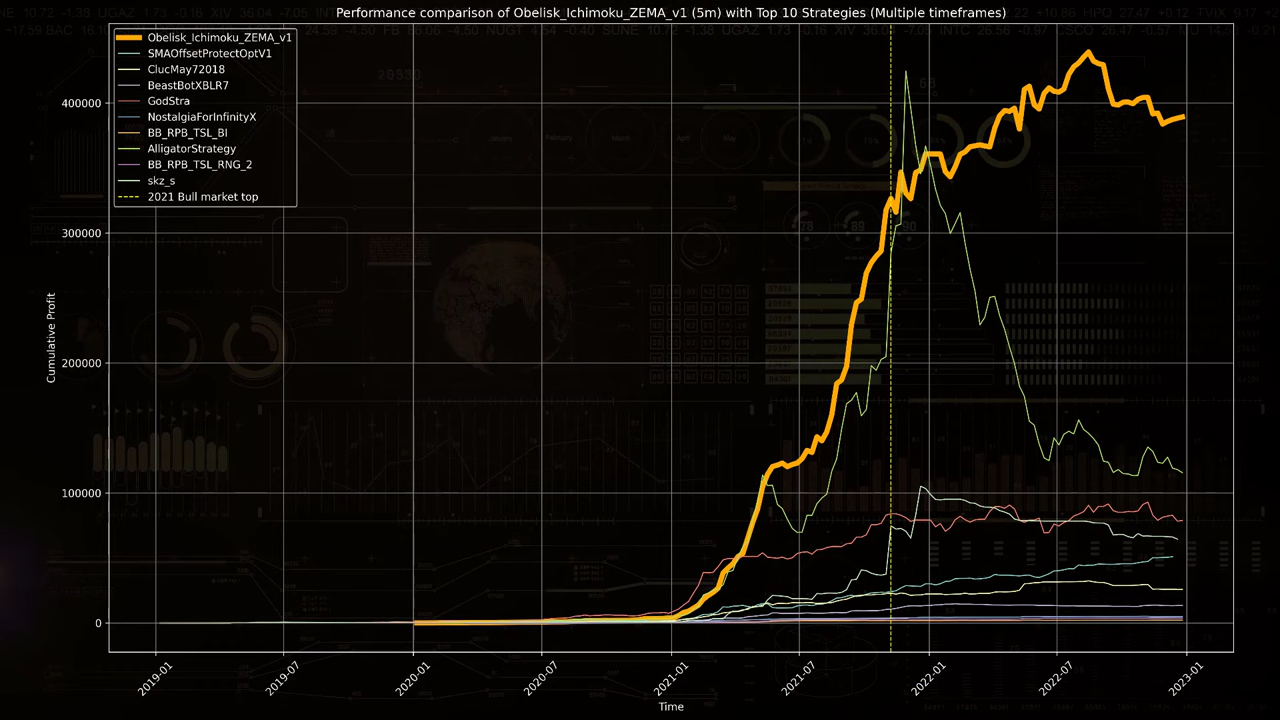 Performance comparison of Obelisk_Ichimoku_ZEMA_v1 (5m) with Top 10 Strategies (Multiple timeframes)
Obelisk_Ichimoku_ZEMA_v1
SMAOffsetProtectOptV1
ClucMay72018
BeastBotXBLR7
GodStra
NostalgiaForInfinityX
BB_RPB_TSL_BI
AlligatorStrategy
BB_RPB_TSL_RNG_2
skz_s
2021 Bull market top
Cumulative Profit
400000
300000
200000
100000
0
2019-01
2019-07
2020-01
2020-07
2021-01
2021-07
2022-01
2022-07
2023-01
Time